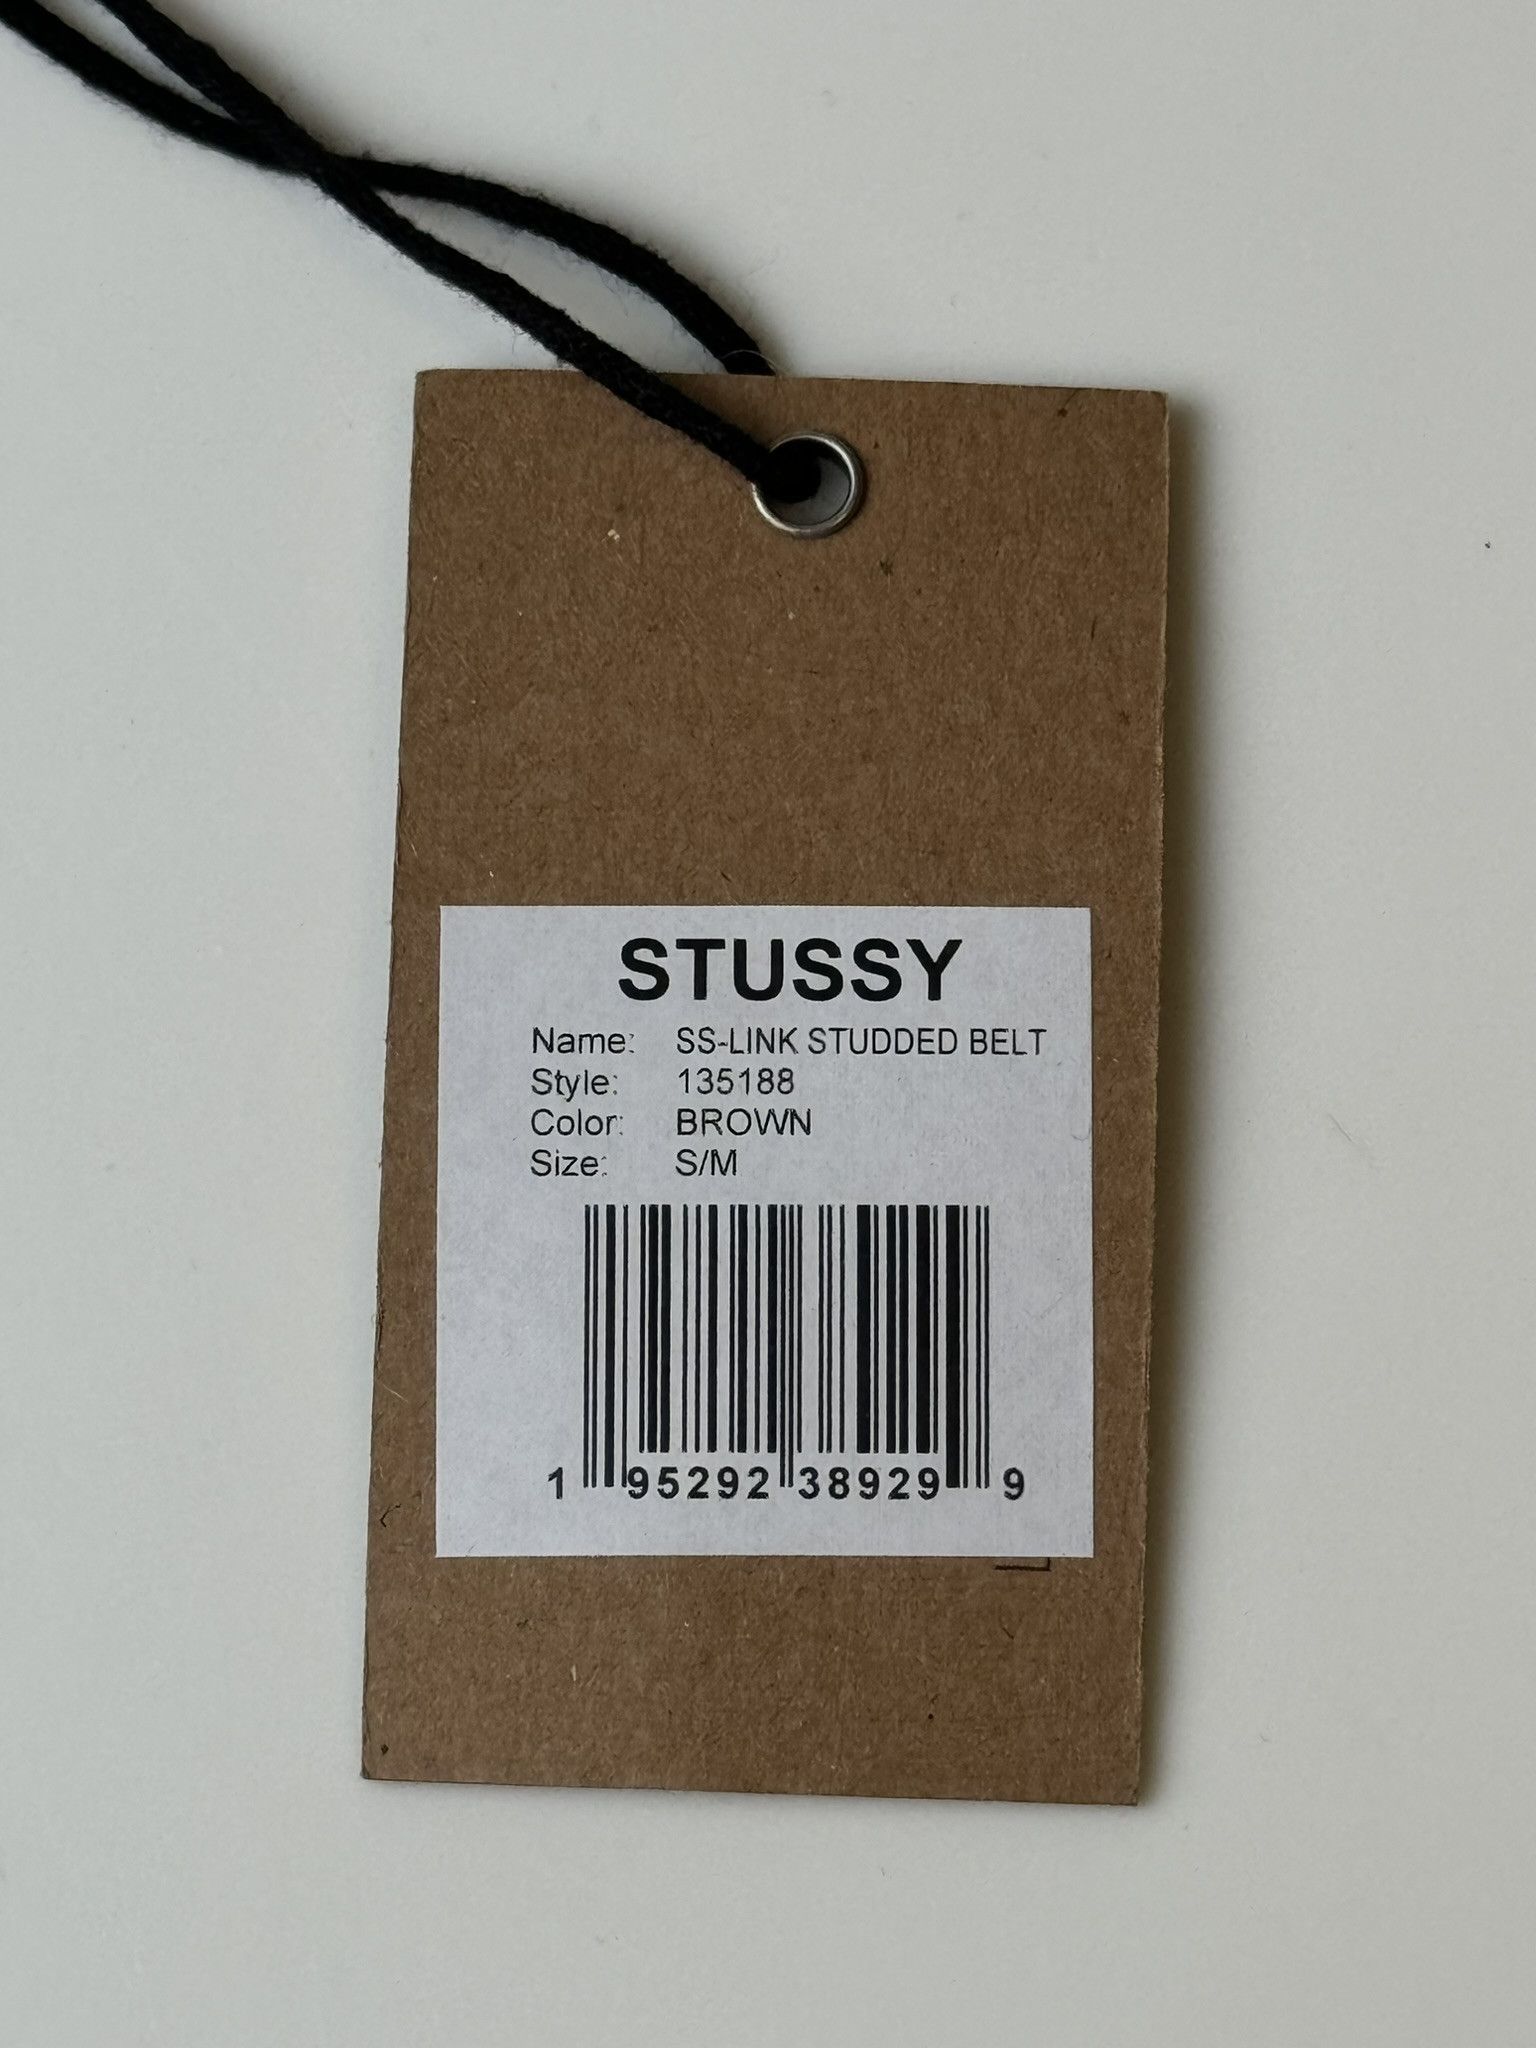 STUSSY
Name: SS-LINK STUDDED BELT
Style: 135188
Color: BROWN
Size: S/M
1 95292 38929 9